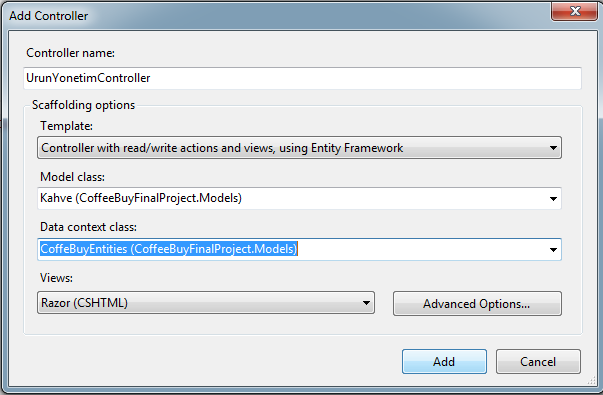 Add Controller
Controller name:
UrunYonetimController
Scaffolding options
Template:
Controller with read/write actions and views, using Entity Framework
Model class:
Kahve (CoffeeBuyFinalProject.Models)
Data context class:
CoffeBuyEntities (CoffeeBuyFinalProject.Models)
Views:
Razor (CSHTML)
Advanced Options...
Add
Cancel